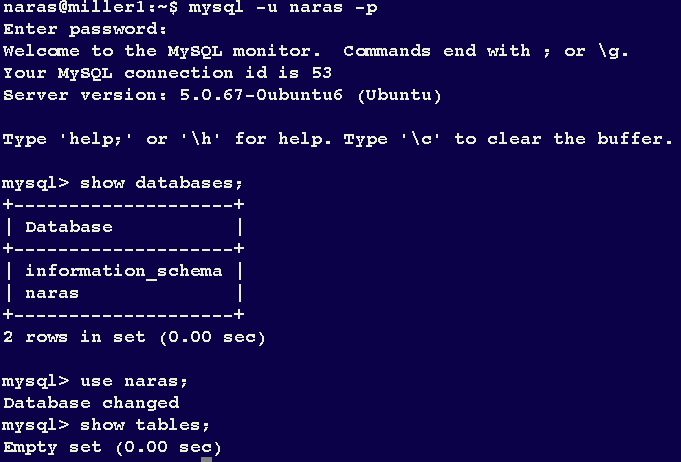 naras@miller1:~$ mysql -u naras -p
Enter password:
Welcome to the MySQL monitor.  Commands end with ; or \g.
Your MySQL connection id is 53
Server version: 5.0.67-0ubuntu6 (Ubuntu)
Type 'help;' or '\h' for help. Type '\c' to clear the buffer.
mysql> show databases;
+--------------------+
| Database           |
+--------------------+
| information_schema |
| naras              |
+--------------------+
2 rows in set (0.00 sec)
mysql> use naras;
Database changed
mysql> show tables;
Empty set (0.00 sec)